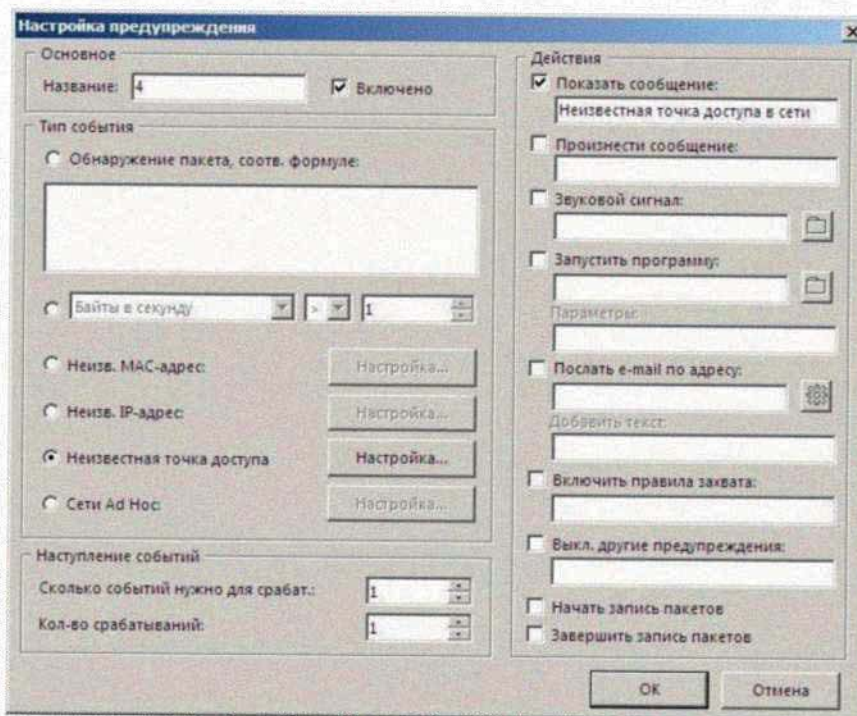 Настройка предупреждения
Основное
Название: 4
Включено
Тип события
Обнаружение пакета, соотв. формуле:
Байты в секунду > 1
Неизв. MAC-адрес: Настройка...
Неизв. IP-адрес: Настройка...
Неизвестная точка доступа Настройка...
Сети Ad Hoc: Настройка...
Наступление событий
Сколько событий нужно для срабат.: 1
Кол-во срабатываний: 1
Действия
Показать сообщение:
Неизвестная точка доступа в сети
Произнести сообщение:
Звуковой сигнал:
Запустить программу:
Параметры:
Послать e-mail по адресу:
Добавить текст:
Включить правила захвата:
Выкл. другие предупреждения:
Начать запись пакетов
Завершить запись пакетов
OK Отмена